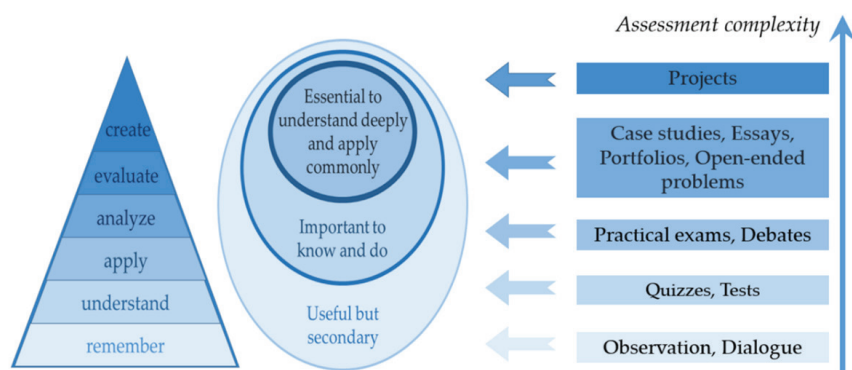 Assessment complexity
create
evaluate
analyze
apply
understand
remember
Essential to
understand deeply
and apply
commonly
Important to
know and do
Useful but
secondary
Projects
Case studies, Essays,
Portfolios, Open-ended
problems
Practical exams, Debates
Quizzes, Tests
Observation, Dialogue